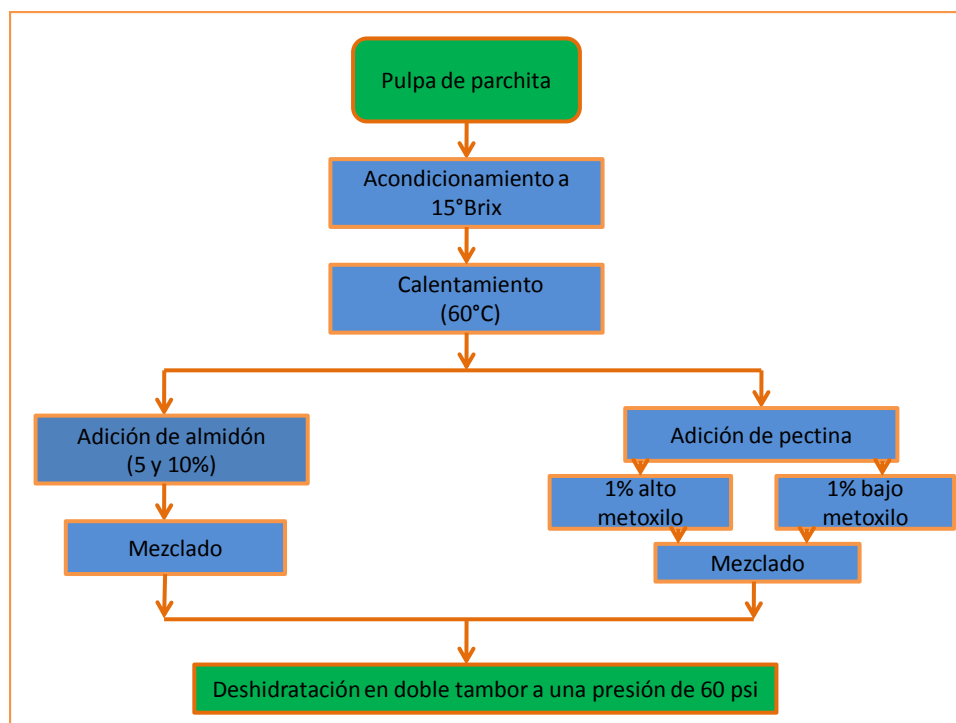 Pulpa de parchita
Acondicionamiento a
15°Brix
Calentamiento
(60°C)
Adición de almidón
(5 y 10%)
Mezclado
Adición de pectina
1% alto
metoxilo
1% bajo
metoxilo
Mezclado
Deshidratación en doble tambor a una presión de 60 psi